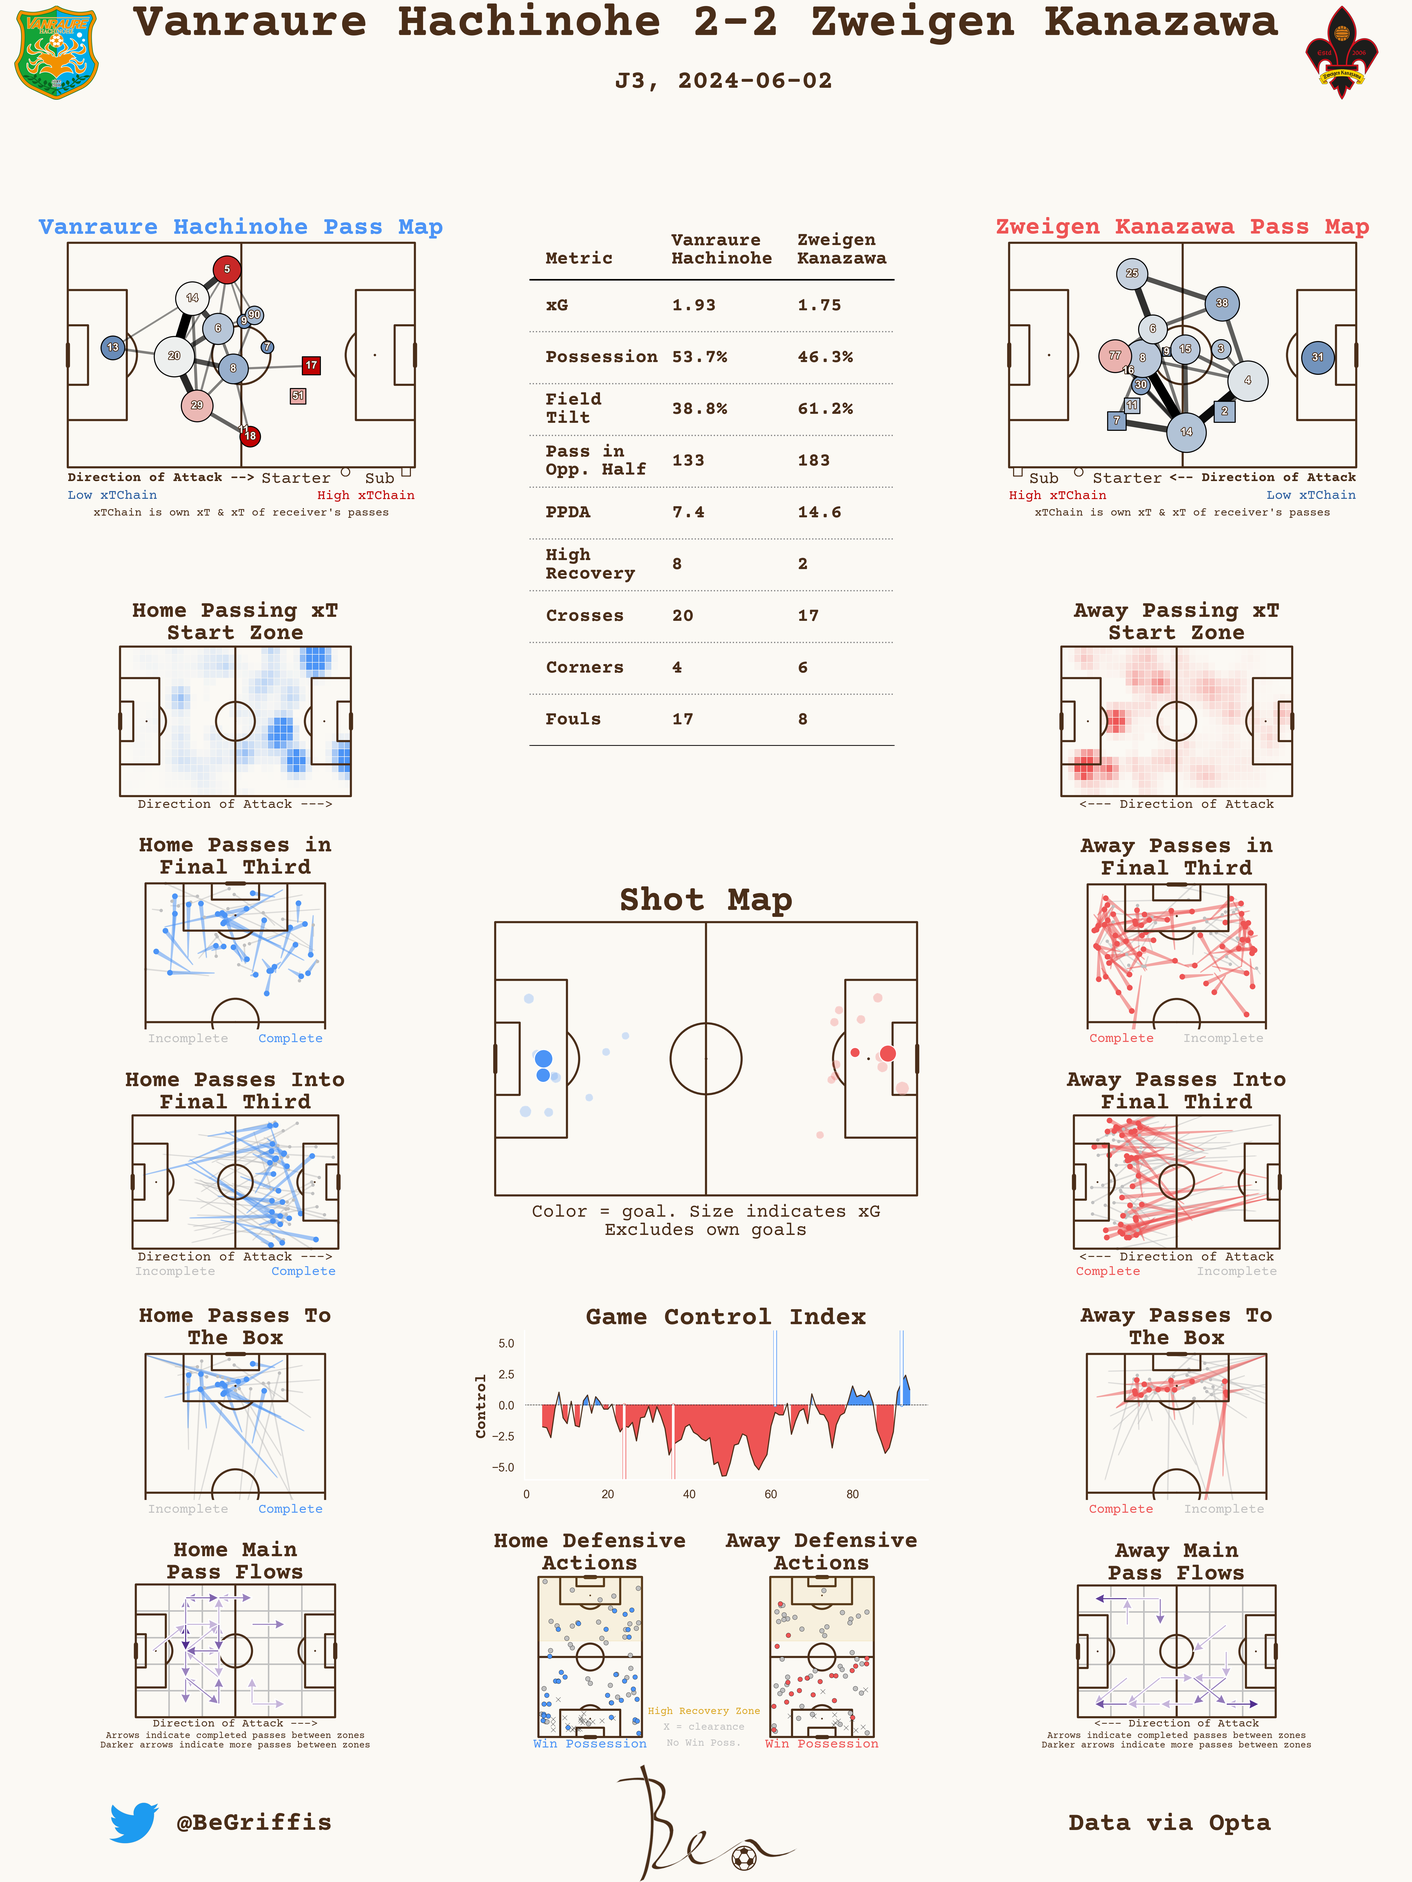 Vanraure Hachinohe 2-2 Zweigen Kanazawa
J3, 2024-06-02
VANRAURE
HACHINOHE
Zweigen Kanazawa
Vanraure Hachinohe Pass Map
5
14
90
9
6
13
7
20
8
17
51
29
11
18
Direction of Attack --> Starter Sub
Low xTChain High xTChain
xTChain is own xT & xT of receiver's passes
Metric Vanraure Hachinohe Zweigen Kanazawa
xG 1.93 1.75
Possession 53.7% 46.3%
Field Tilt 38.8% 61.2%
Pass in Opp. Half 133 183
PPDA 7.4 14.6
High Recovery 8 2
Crosses 20 17
Corners 4 6
Fouls 17 8
Zweigen Kanazawa Pass Map
25
38
6
77
8
9
15
3
31
16
30
4
11
7
2
14
Sub Starter <-- Direction of Attack
High xTChain Low xTChain
xTChain is own xT & xT of receiver's passes
Home Passing xT
Start Zone
Direction of Attack --->
Away Passing xT
Start Zone
<--- Direction of Attack
Home Passes in
Final Third
Incomplete Complete
Away Passes in
Final Third
Complete Incomplete
Shot Map
Color = goal. Size indicates xG
Excludes own goals
Home Passes Into
Final Third
Direction of Attack --->
Incomplete Complete
Away Passes Into
Final Third
<--- Direction of Attack
Complete Incomplete
Home Passes To
The Box
Incomplete Complete
Game Control Index
Control
5.0
2.5
0.0
−2.5
−5.0
0 20 40 60 80
Away Passes To
The Box
Complete Incomplete
Home Main
Pass Flows
Direction of Attack --->
Arrows indicate completed passes between zones
Darker arrows indicate more passes between zones
Home Defensive
Actions
Win Possession
High Recovery Zone
X = clearance
No Win Poss.
Away Defensive
Actions
Win Possession
Away Main
Pass Flows
<--- Direction of Attack
Arrows indicate completed passes between zones
Darker arrows indicate more passes between zones
@BeGriffis
Ben
Data via Opta